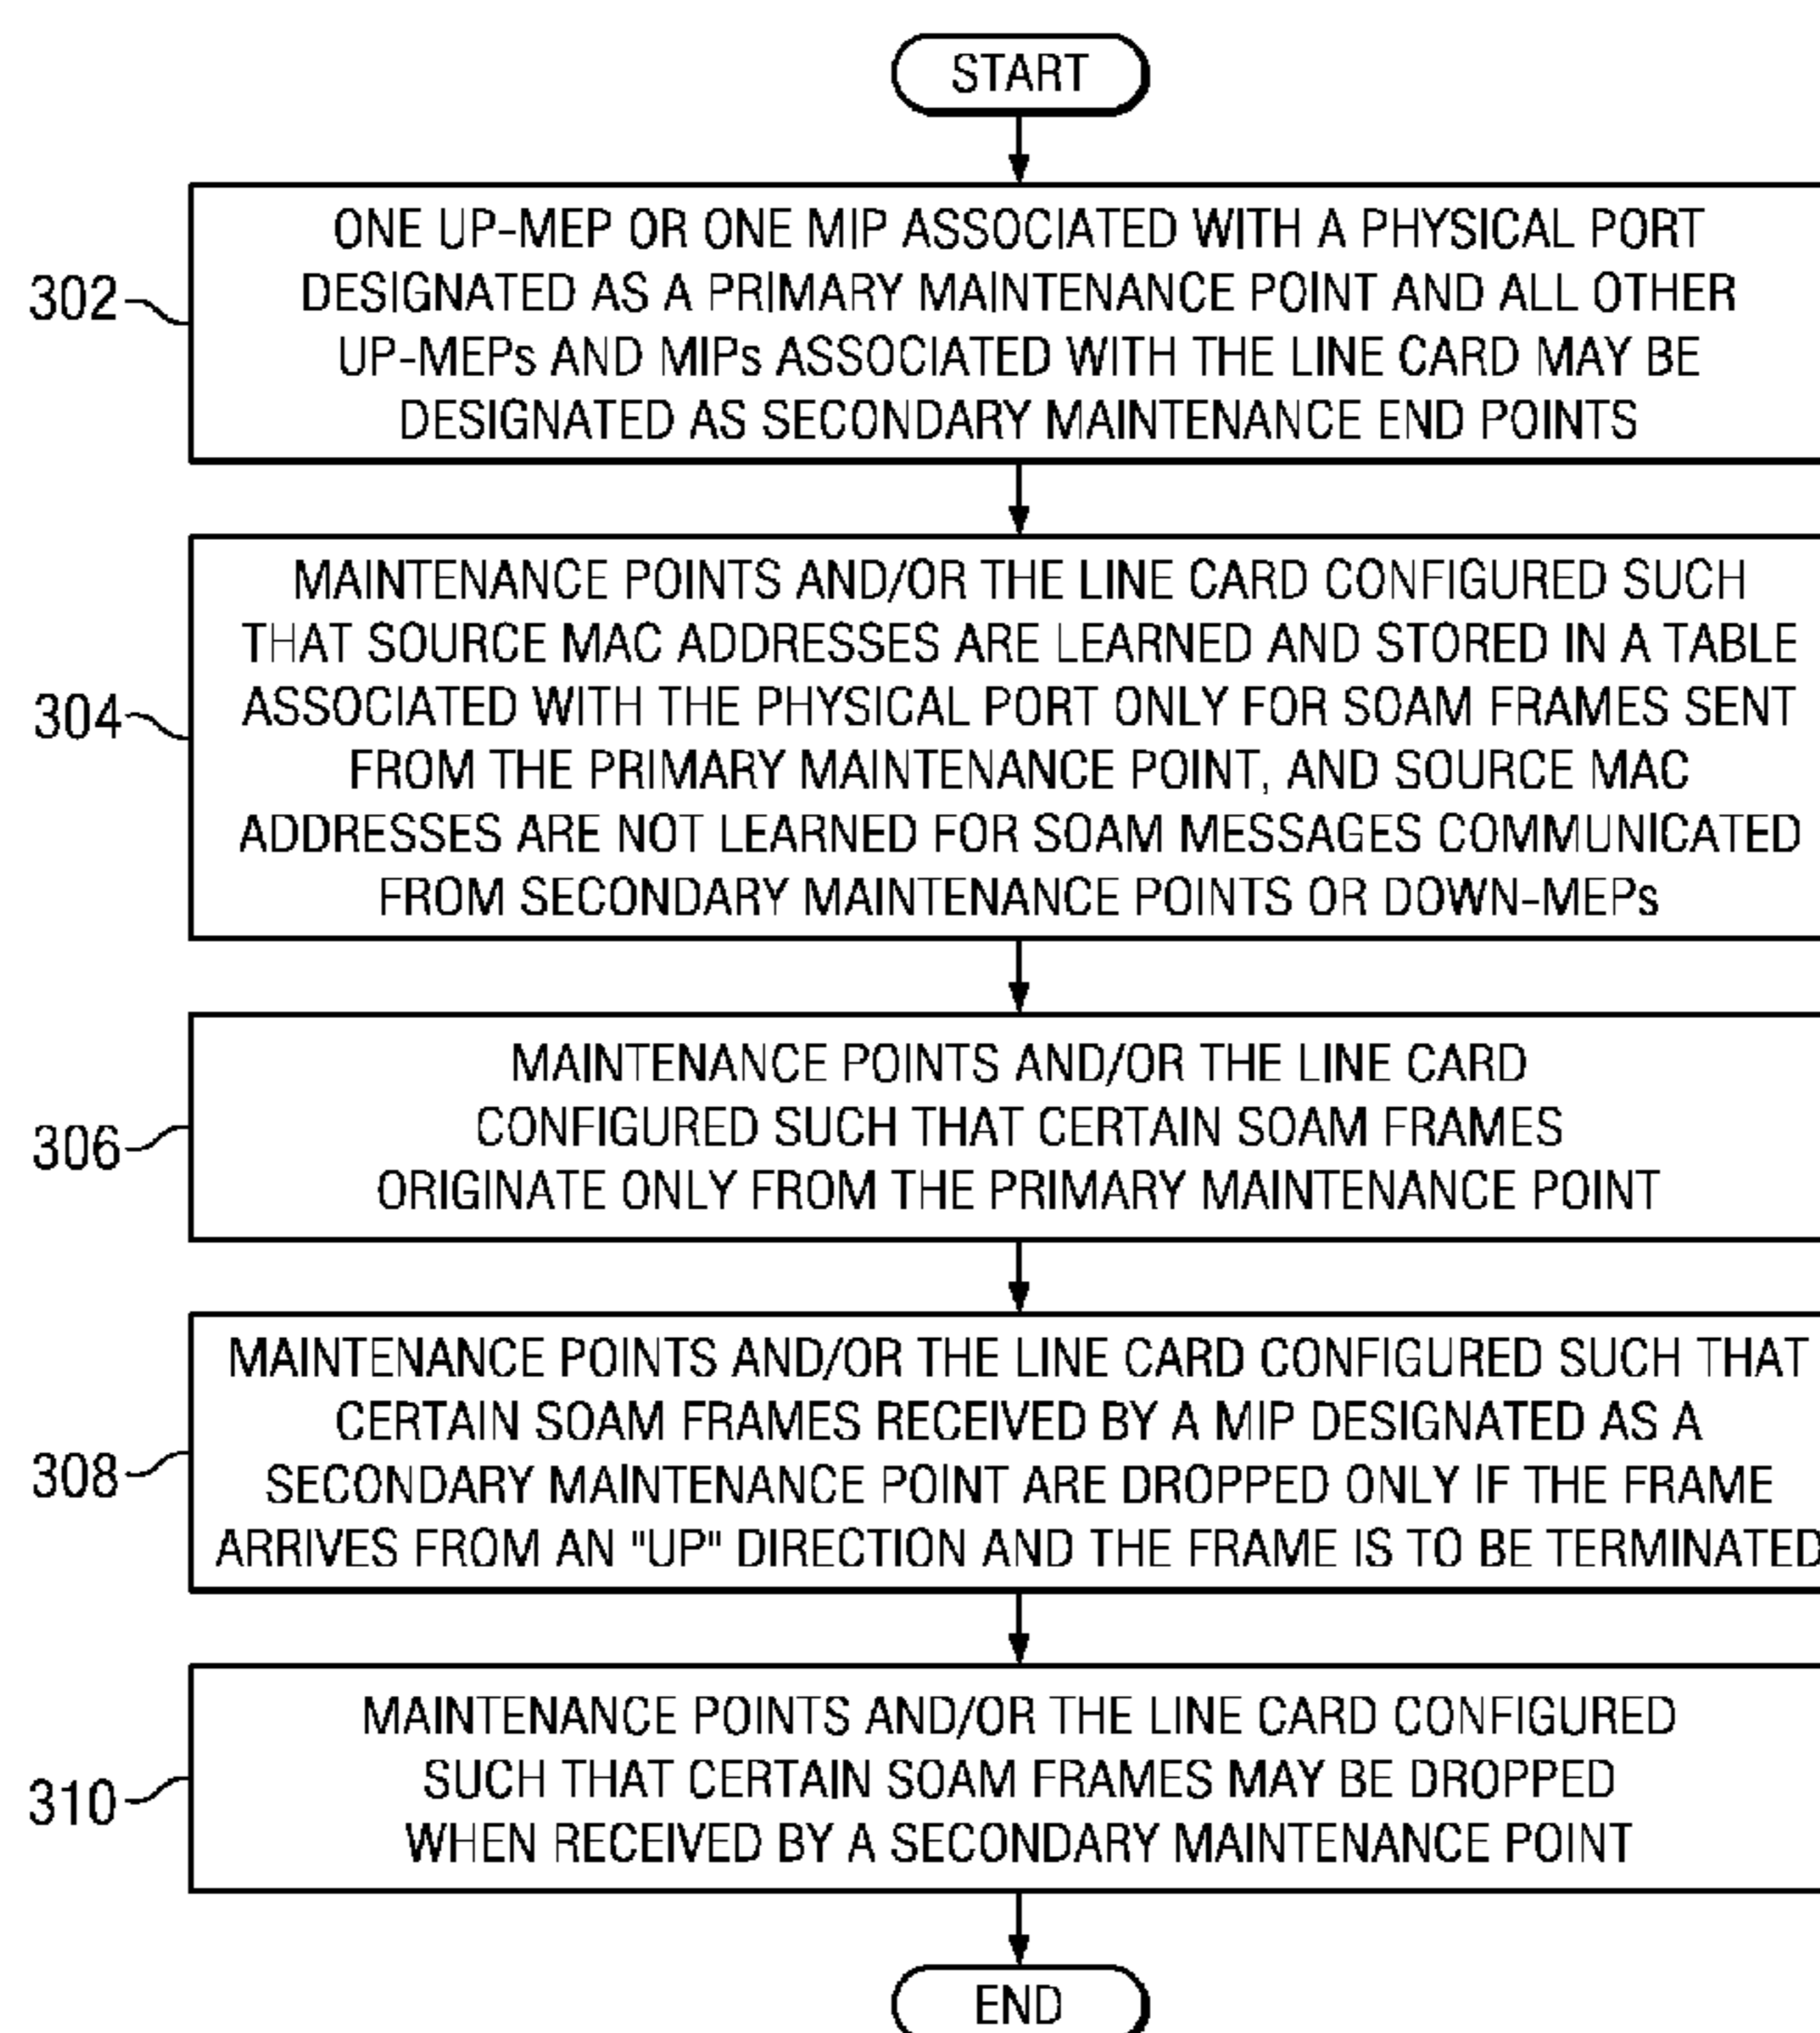 START
ONE UP-MEP OR ONE MIP ASSOCIATED WITH A PHYSICAL PORT
DESIGNATED AS A PRIMARY MAINTENANCE POINT AND ALL OTHER
UP-MEPs AND MIPs ASSOCIATED WITH THE LINE CARD MAY BE
DESIGNATED AS SECONDARY MAINTENANCE END POINTS
302
MAINTENANCE POINTS AND/OR THE LINE CARD CONFIGURED SUCH
THAT SOURCE MAC ADDRESSES ARE LEARNED AND STORED IN A TABLE
ASSOCIATED WITH THE PHYSICAL PORT ONLY FOR SOAM FRAMES SENT
FROM THE PRIMARY MAINTENANCE POINT, AND SOURCE MAC
ADDRESSES ARE NOT LEARNED FOR SOAM MESSAGES COMMUNICATED
FROM SECONDARY MAINTENANCE POINTS OR DOWN-MEPs
304
MAINTENANCE POINTS AND/OR THE LINE CARD
CONFIGURED SUCH THAT CERTAIN SOAM FRAMES
ORIGINATE ONLY FROM THE PRIMARY MAINTENANCE POINT
306
MAINTENANCE POINTS AND/OR THE LINE CARD CONFIGURED SUCH THAT
CERTAIN SOAM FRAMES RECEIVED BY A MIP DESIGNATED AS A
SECONDARY MAINTENANCE POINT ARE DROPPED ONLY IF THE FRAME
ARRIVES FROM AN "UP" DIRECTION AND THE FRAME IS TO BE TERMINATED
308
MAINTENANCE POINTS AND/OR THE LINE CARD CONFIGURED
SUCH THAT CERTAIN SOAM FRAMES MAY BE DROPPED
WHEN RECEIVED BY A SECONDARY MAINTENANCE POINT
310
END